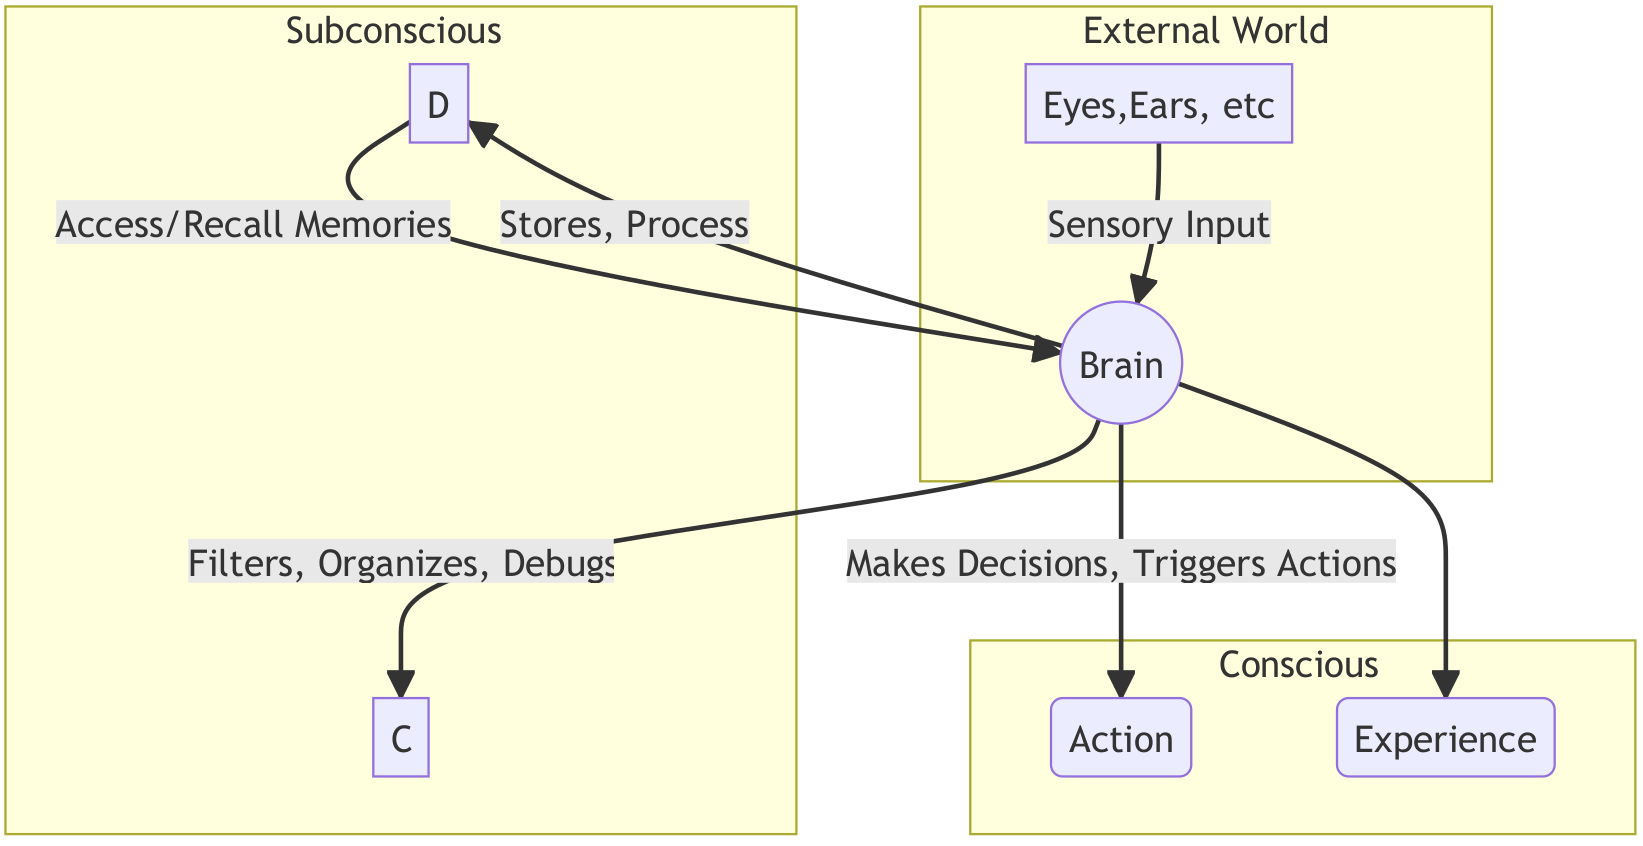 Subconscious
External World
D
Eyes,Ears, etc
Access/Recall Memories
Stores, Process
Sensory Input
Brain
Filters, Organizes, Debugs
Makes Decisions, Triggers Actions
Conscious
C
Action
Experience